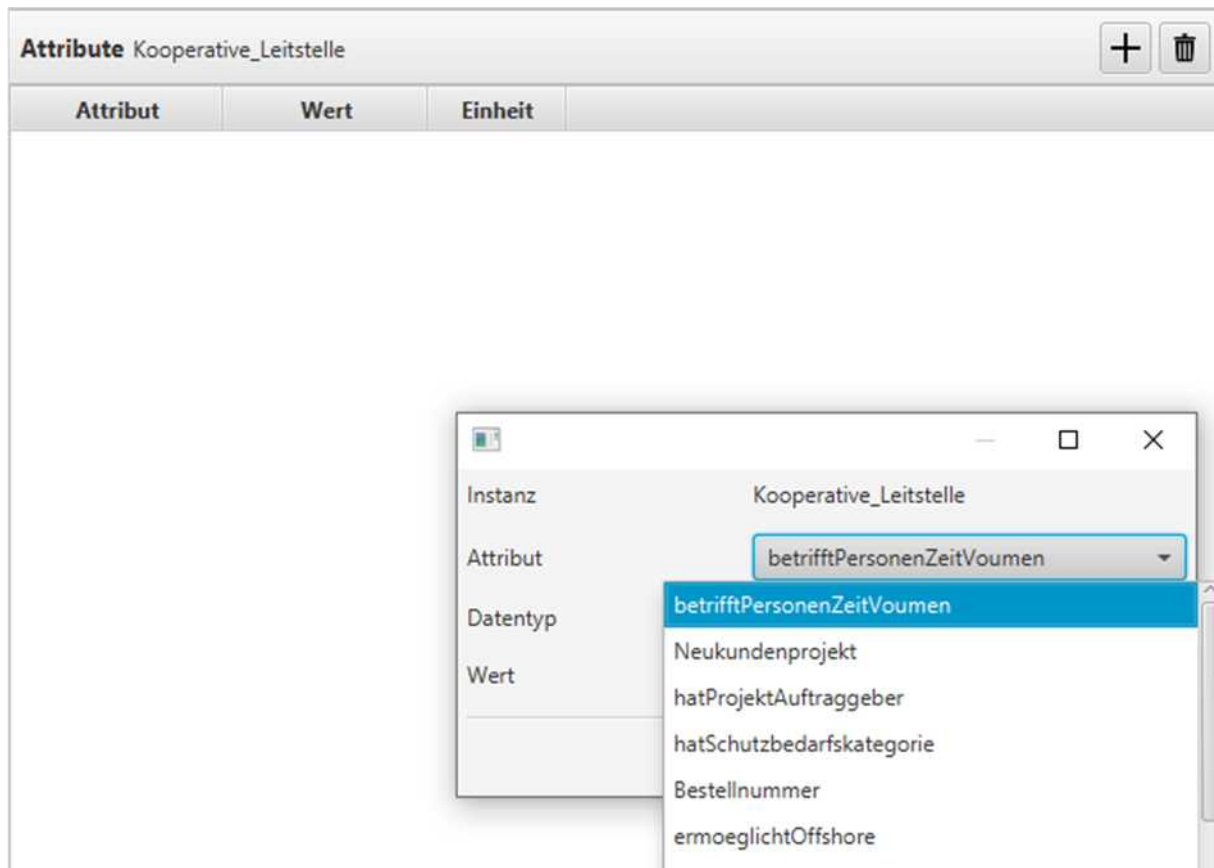 Attribute Kooperative_Leitstelle
Attribut Wert Einheit
Instanz Kooperative_Leitstelle
Attribut betrifftPersonenZeitVoumen
Datentyp
Wert
betrifftPersonenZeitVoumen
Neukundenprojekt
hatProjektAuftraggeber
hatSchutzbedarfskategorie
Bestellnummer
ermoeglichtOffshore